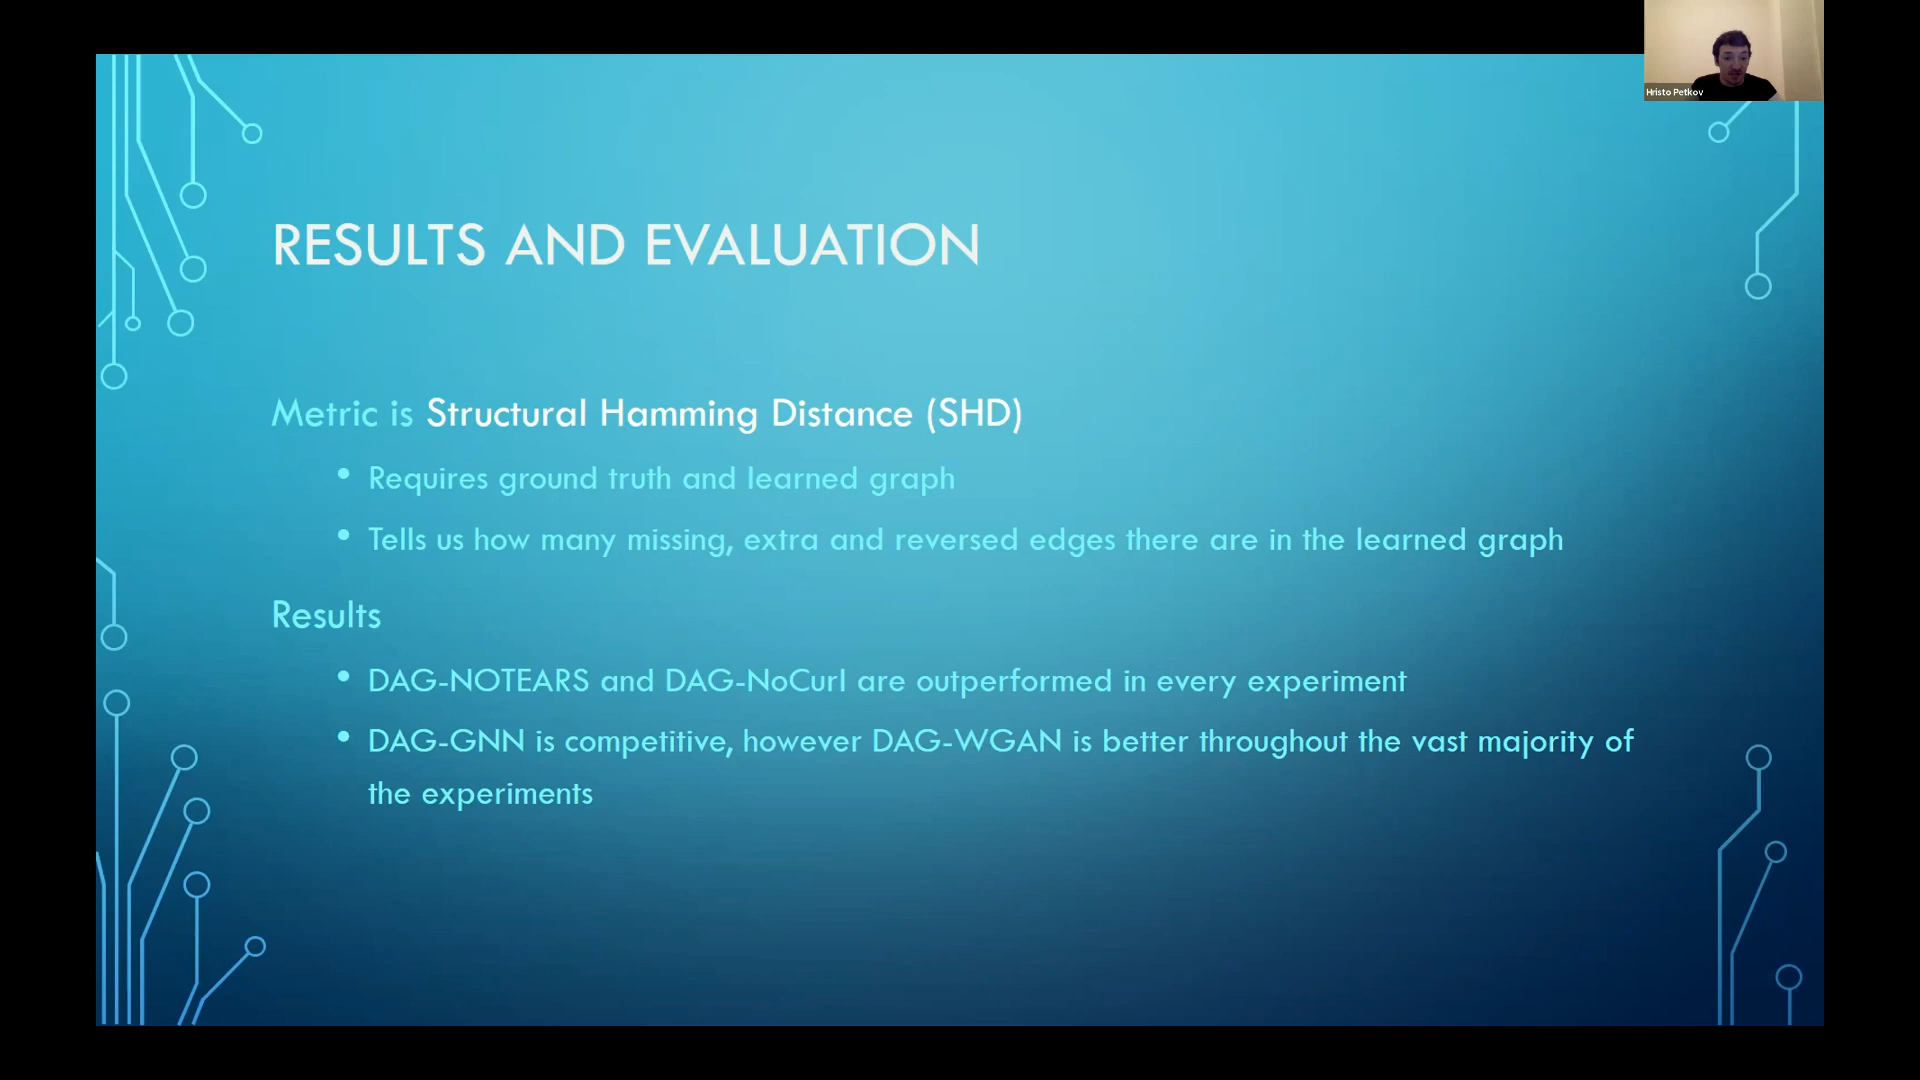 Hristo Petkov
RESULTS AND EVALUATION
Metric is Structural Hamming Distance (SHD)
• Requires ground truth and learned graph
• Tells us how many missing, extra and reversed edges there are in the learned graph
Results
• DAG-NOTEARS and DAG-NoCurl are outperformed in every experiment
• DAG-GNN is competitive, however DAG-WGAN is better throughout the vast majority of
the experiments